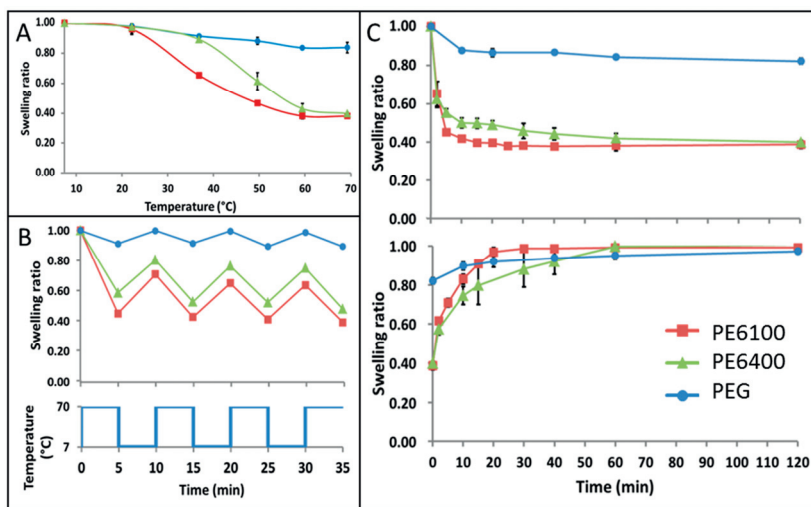 A
Swelling ratio
1.00
0.80
0.60
0.40
0.20
0.00
10 20 30 40 50 60 70
Temperature (°C)
B
Swelling ratio
1.00
0.80
0.60
0.40
0.20
0.00
Temperature (°C)
70
7
0 5 10 15 20 25 30 35
Time (min)
C
Swelling ratio
1.00
0.80
0.60
0.40
0.20
0.00
Swelling ratio
1.00
0.80
0.60
0.40
0.20
0.00
PE6100
PE6400
PEG
0 10 20 30 40 50 60 70 80 90 100 110 120
Time (min)